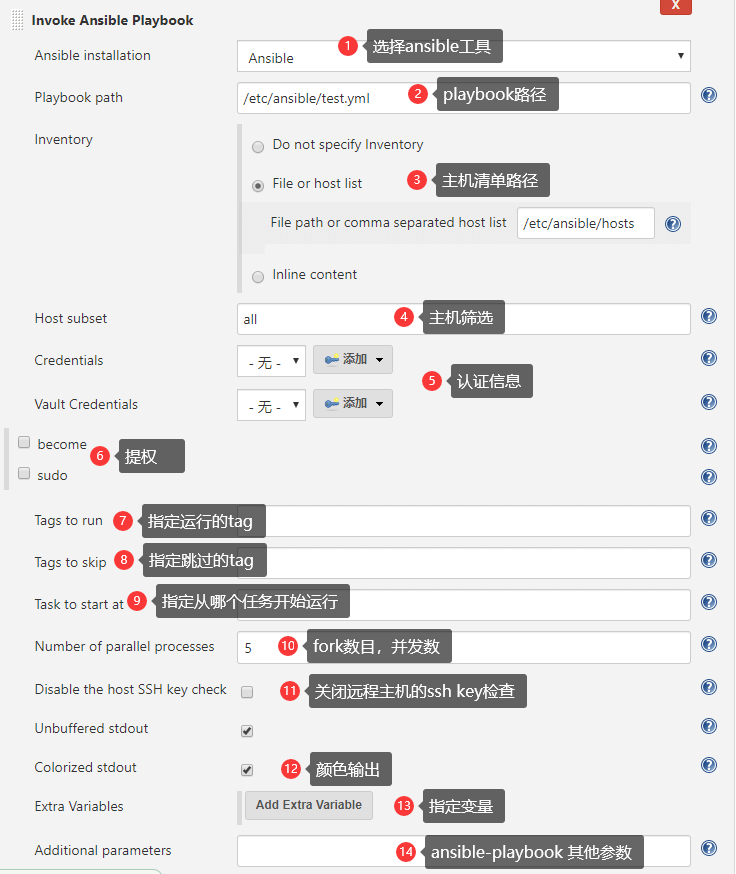 Invoke Ansible Playbook
X
Ansible installation
Ansible
1 选择ansible工具
Playbook path
/etc/ansible/test.yml
2 playbook路径
Inventory
Do not specify Inventory
File or host list
3 主机清单路径
File path or comma separated host list
/etc/ansible/hosts
Inline content
Host subset
all
4 主机筛选
Credentials
- 无 -
添加
5 认证信息
Vault Credentials
- 无 -
添加
become
6 提权
sudo
Tags to run
7 指定运行的tag
Tags to skip
8 指定跳过的tag
Task to start at
9 指定从哪个任务开始运行
Number of parallel processes
5
10 fork数目，并发数
Disable the host SSH key check
11 关闭远程主机的ssh key检查
Unbuffered stdout
Colorized stdout
12 颜色输出
Extra Variables
Add Extra Variable
13 指定变量
Additional parameters
14 ansible-playbook 其他参数